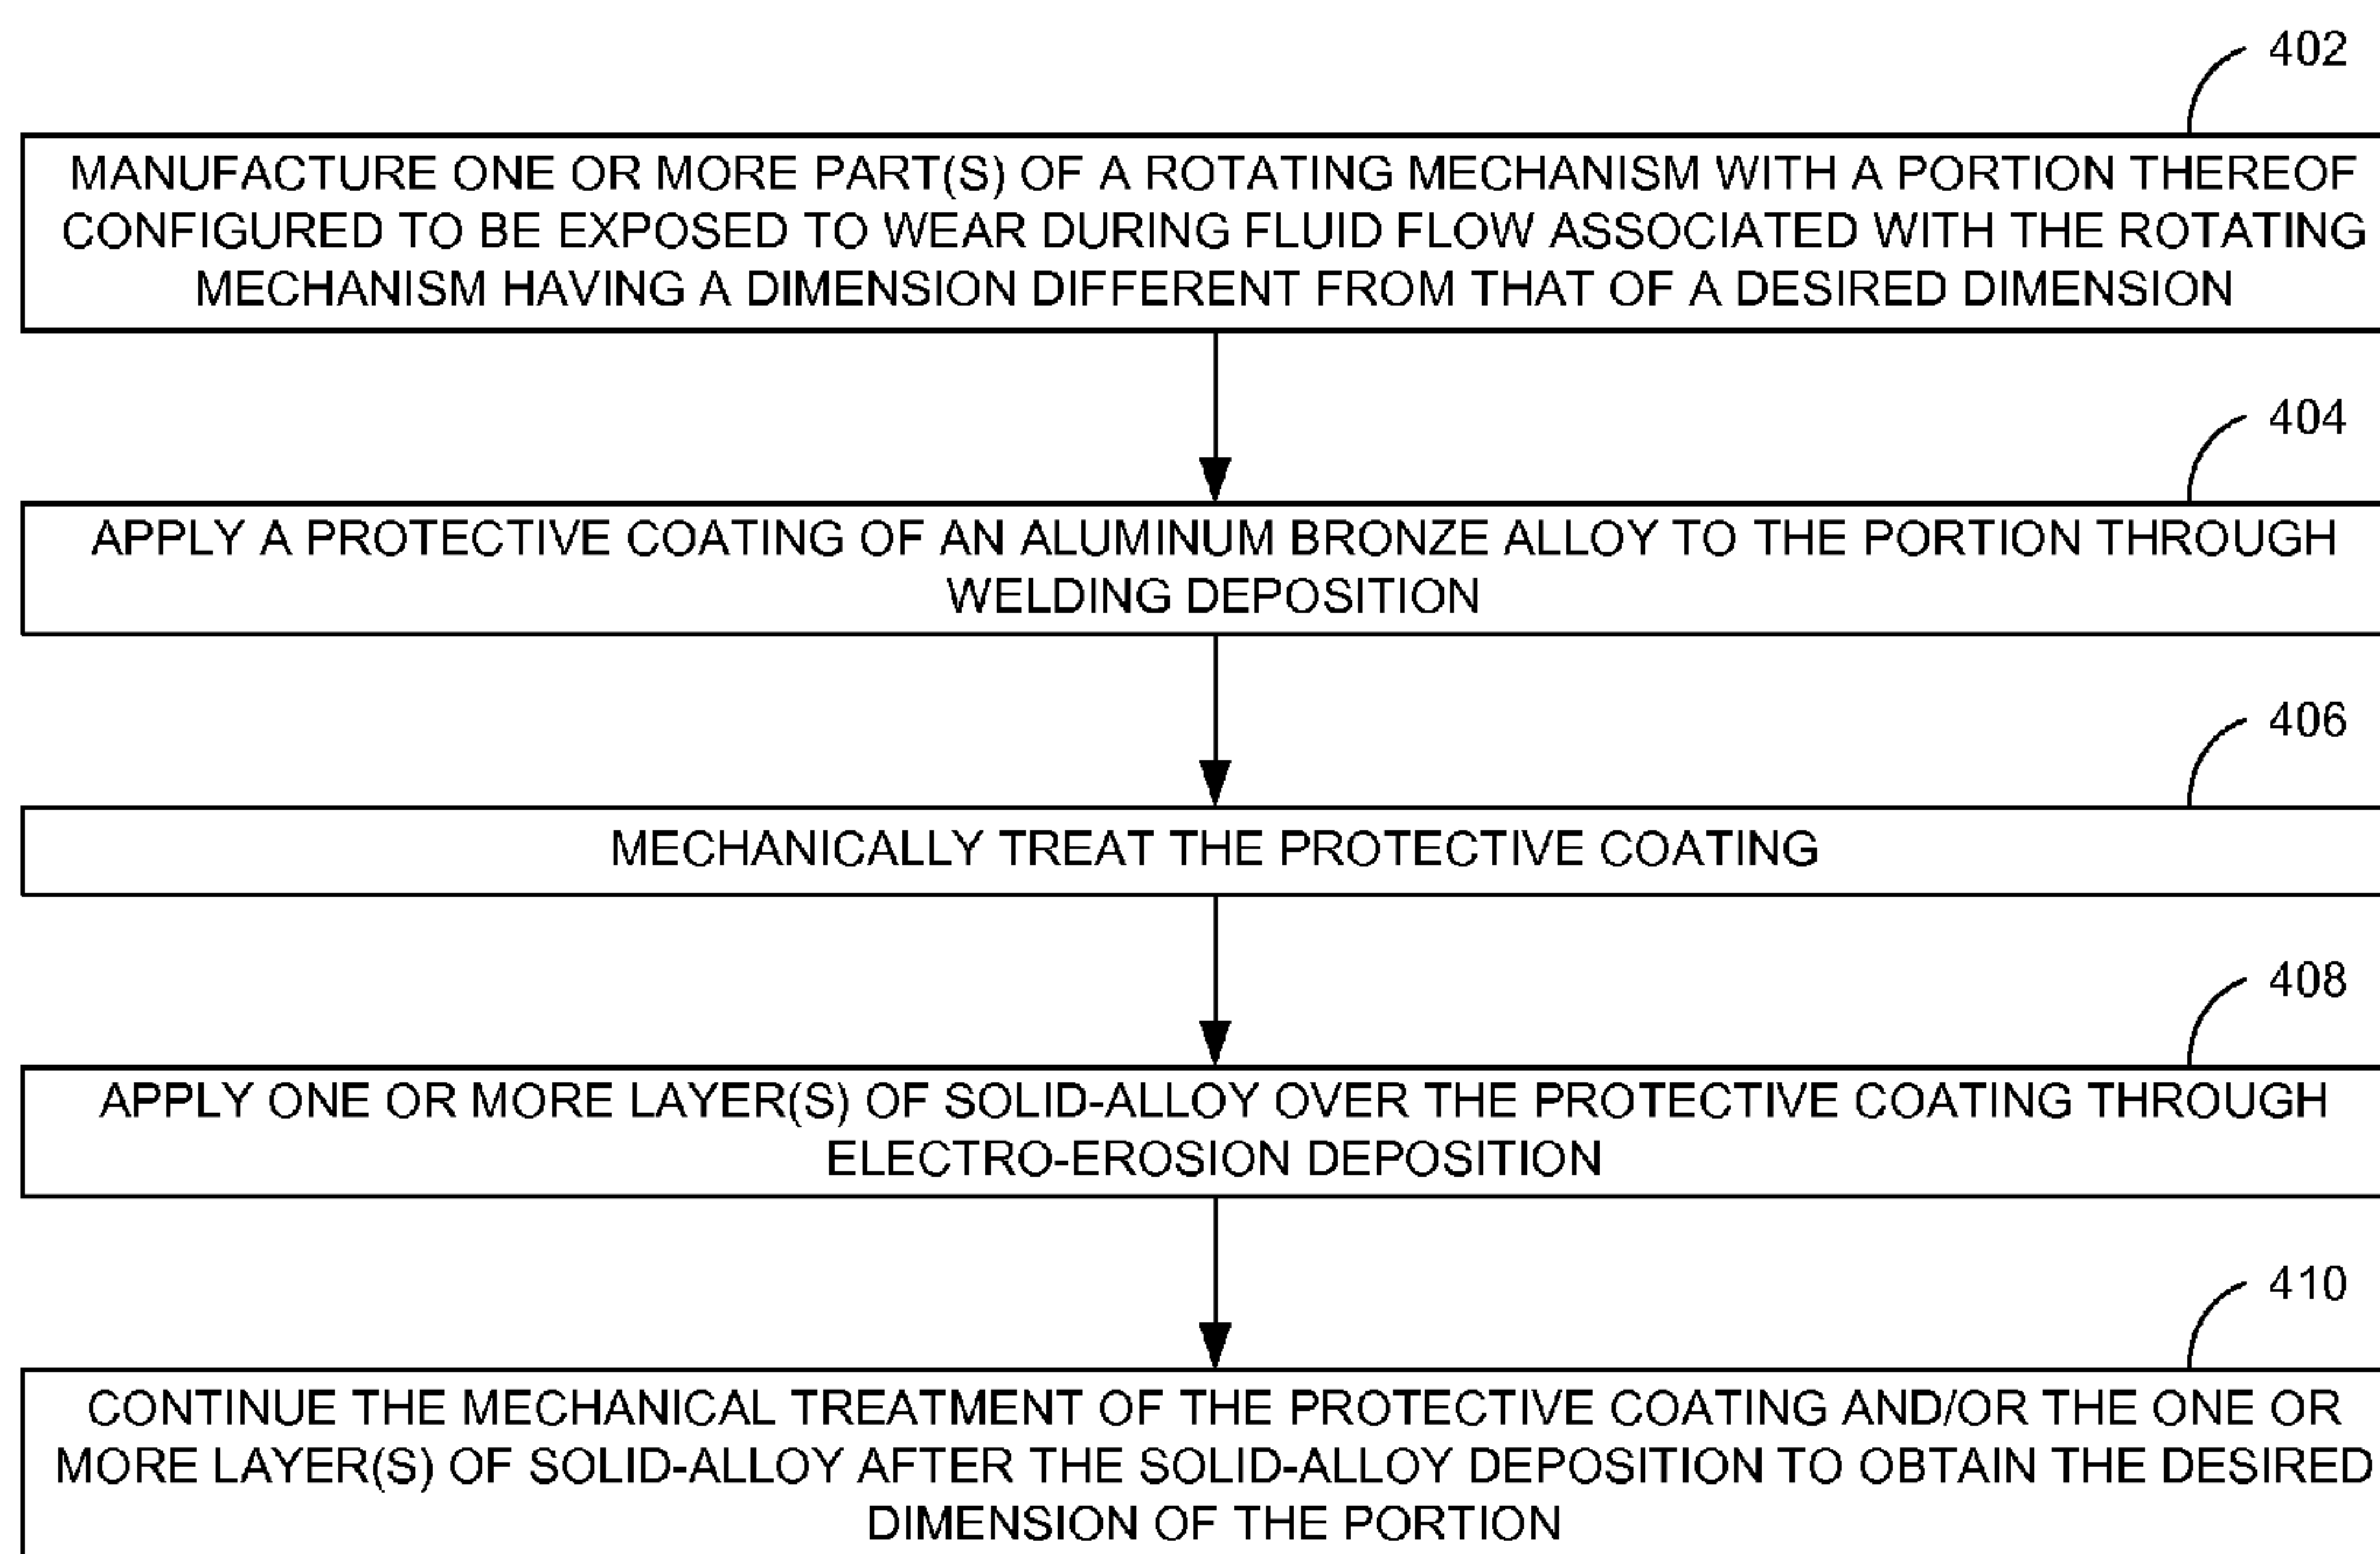 402
MANUFACTURE ONE OR MORE PART(S) OF A ROTATING MECHANISM WITH A PORTION THEREOF
CONFIGURED TO BE EXPOSED TO WEAR DURING FLUID FLOW ASSOCIATED WITH THE ROTATING
MECHANISM HAVING A DIMENSION DIFFERENT FROM THAT OF A DESIRED DIMENSION
404
APPLY A PROTECTIVE COATING OF AN ALUMINUM BRONZE ALLOY TO THE PORTION THROUGH
WELDING DEPOSITION
406
MECHANICALLY TREAT THE PROTECTIVE COATING
408
APPLY ONE OR MORE LAYER(S) OF SOLID-ALLOY OVER THE PROTECTIVE COATING THROUGH
ELECTRO-EROSION DEPOSITION
410
CONTINUE THE MECHANICAL TREATMENT OF THE PROTECTIVE COATING AND/OR THE ONE OR
MORE LAYER(S) OF SOLID-ALLOY AFTER THE SOLID-ALLOY DEPOSITION TO OBTAIN THE DESIRED
DIMENSION OF THE PORTION